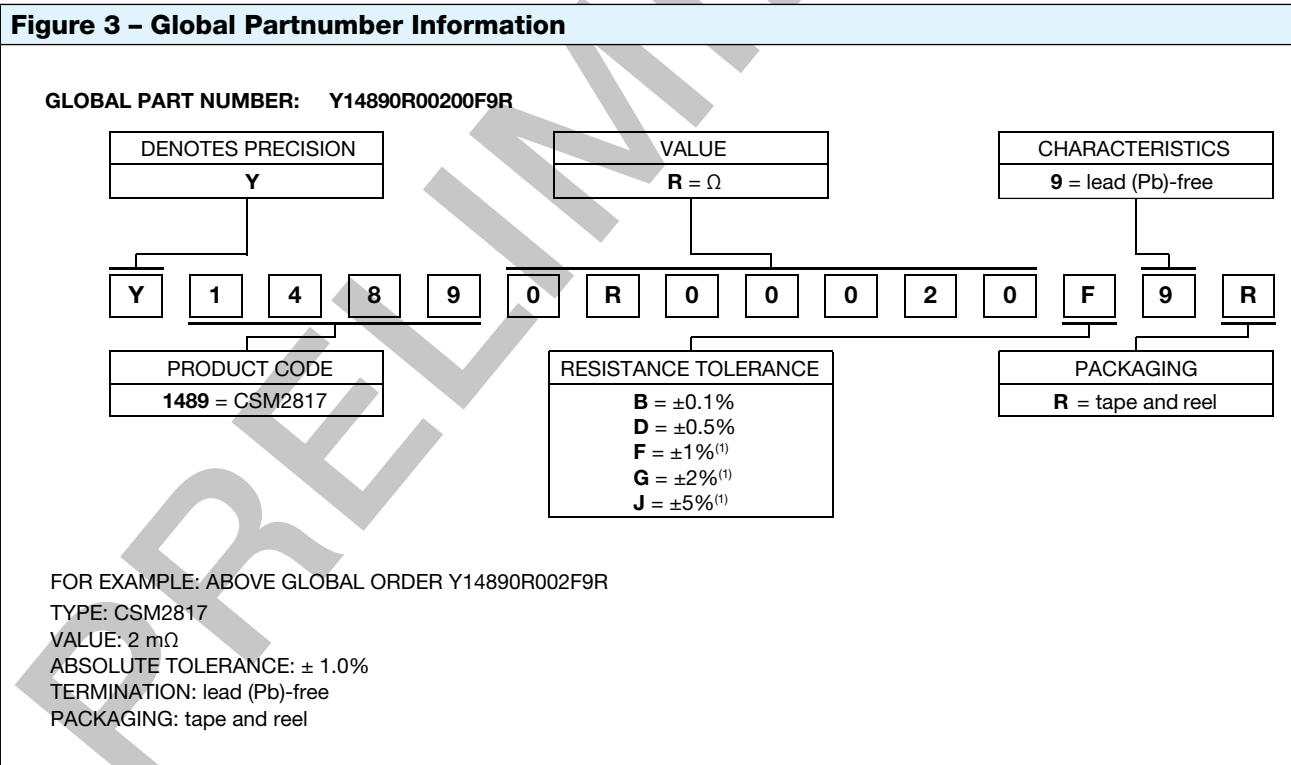 Figure 3 – Global Partnumber Information
GLOBAL PART NUMBER: Y14890R00200F9R
DENOTES PRECISION
Y
VALUE
R = Ω
CHARACTERISTICS
9 = lead (Pb)-free
Y 1 4 8 9 0 R 0 0 0 2 0 F 9 R
PRODUCT CODE
1489 = CSM2817
RESISTANCE TOLERANCE
B = ±0.1%
D = ±0.5%
F = ±1%(1)
G = ±2%(1)
J = ±5%(1)
PACKAGING
R = tape and reel
FOR EXAMPLE: ABOVE GLOBAL ORDER Y14890R002F9R
TYPE: CSM2817
VALUE: 2 mΩ
ABSOLUTE TOLERANCE: ± 1.0%
TERMINATION: lead (Pb)-free
PACKAGING: tape and reel
PRELIM